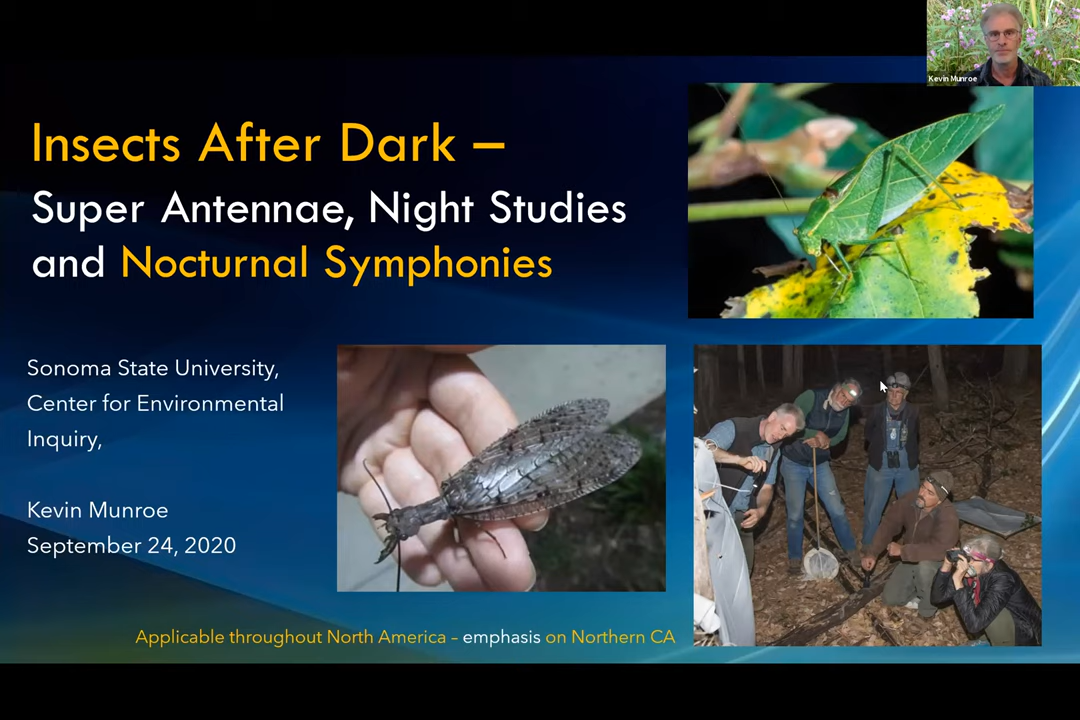 Kevin Munroe
Insects After Dark –
Super Antennae, Night Studies
and Nocturnal Symphonies
Sonoma State University,
Center for Environmental
Inquiry,
Kevin Munroe
September 24, 2020
Applicable throughout North America – emphasis on Northern CA